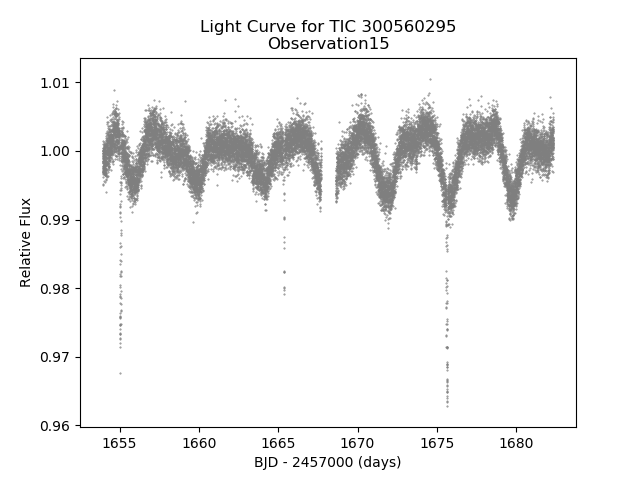 Light Curve for TIC 300560295
Observation15
1.01
1.00
0.99
0.98
0.97
0.96
Relative Flux
1655 1660 1665 1670 1675 1680
BJD - 2457000 (days)